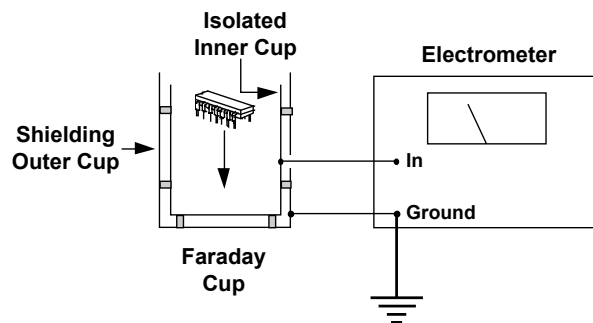 Isolated
Inner Cup
Electrometer
Shielding
Outer Cup
In
Ground
Faraday
Cup